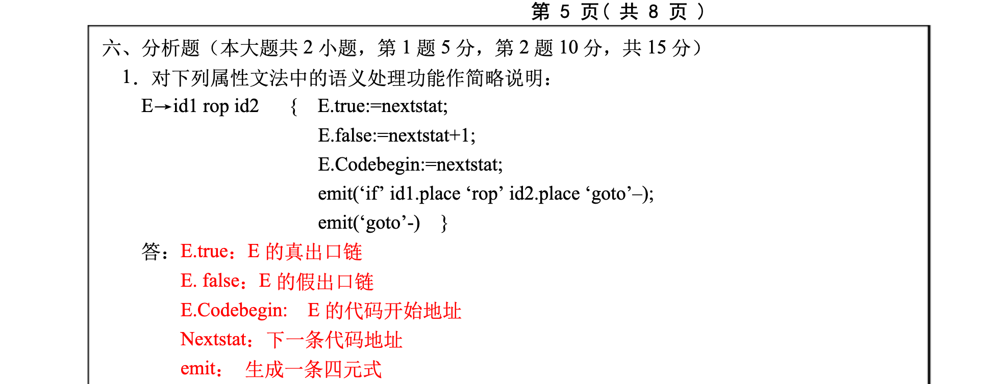 第 5 页( 共 8 页 )
六、分析题（本大题共 2 小题，第 1 题 5 分，第 2 题 10 分，共 15 分）
1．对下列属性文法中的语义处理功能作简略说明：
E→id1 rop id2 { E.true:=nextstat;
E.false:=nextstat+1;
E.Codebegin:=nextstat;
emit(‘if’ id1.place ‘rop’ id2.place ‘goto’–);
emit(‘goto’-) }
答：E.true：E 的真出口链
E. false：E 的假出口链
E.Codebegin: E 的代码开始地址
Nextstat：下一条代码地址
emit： 生成一条四元式